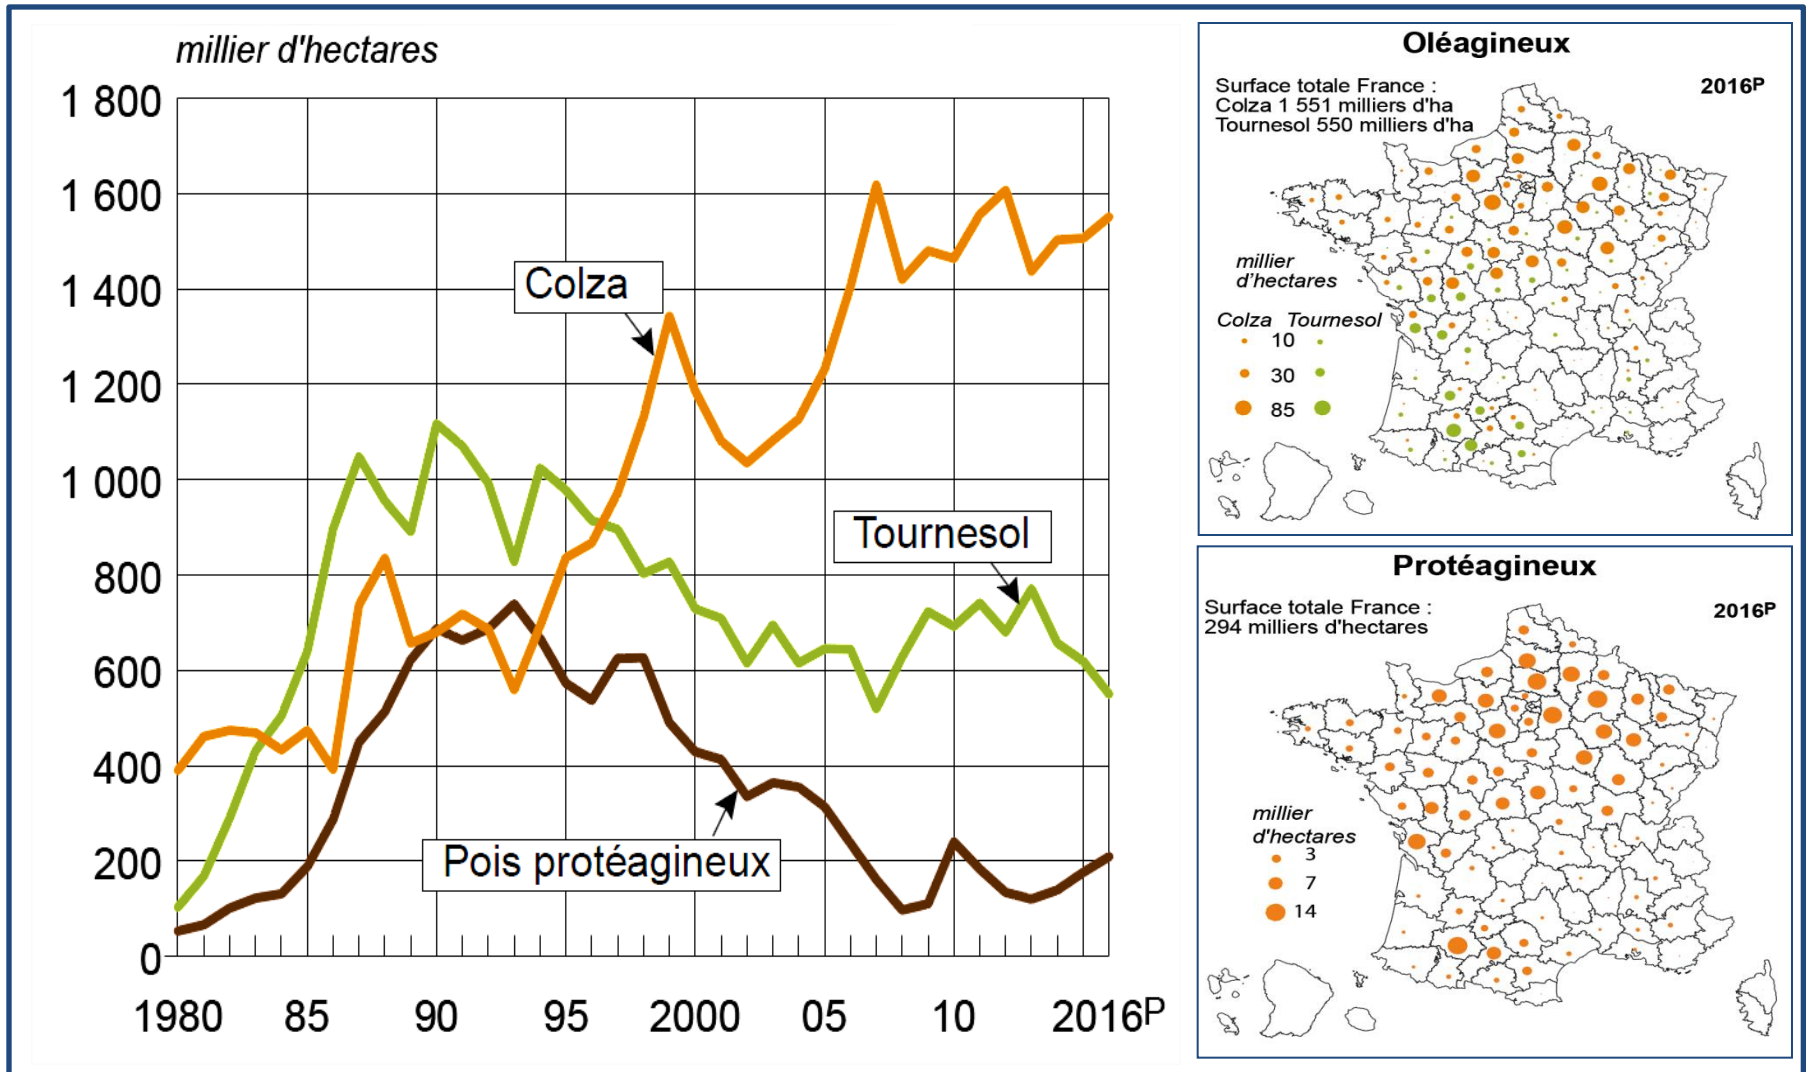 millier d'hectares
1 800
1 600
1 400
1 200
1 000
800
600
400
200
0
1980 85 90 95 2000 05 10 2016P
Colza
Tournesol
Pois protéagineux
Oléagineux
Surface totale France :
Colza 1 551 milliers d'ha
Tournesol 550 milliers d'ha
2016P
millier
d'hectares
Colza Tournesol
10
30
85
Protéagineux
Surface totale France :
294 milliers d'hectares
2016P
millier
d'hectares
3
7
14